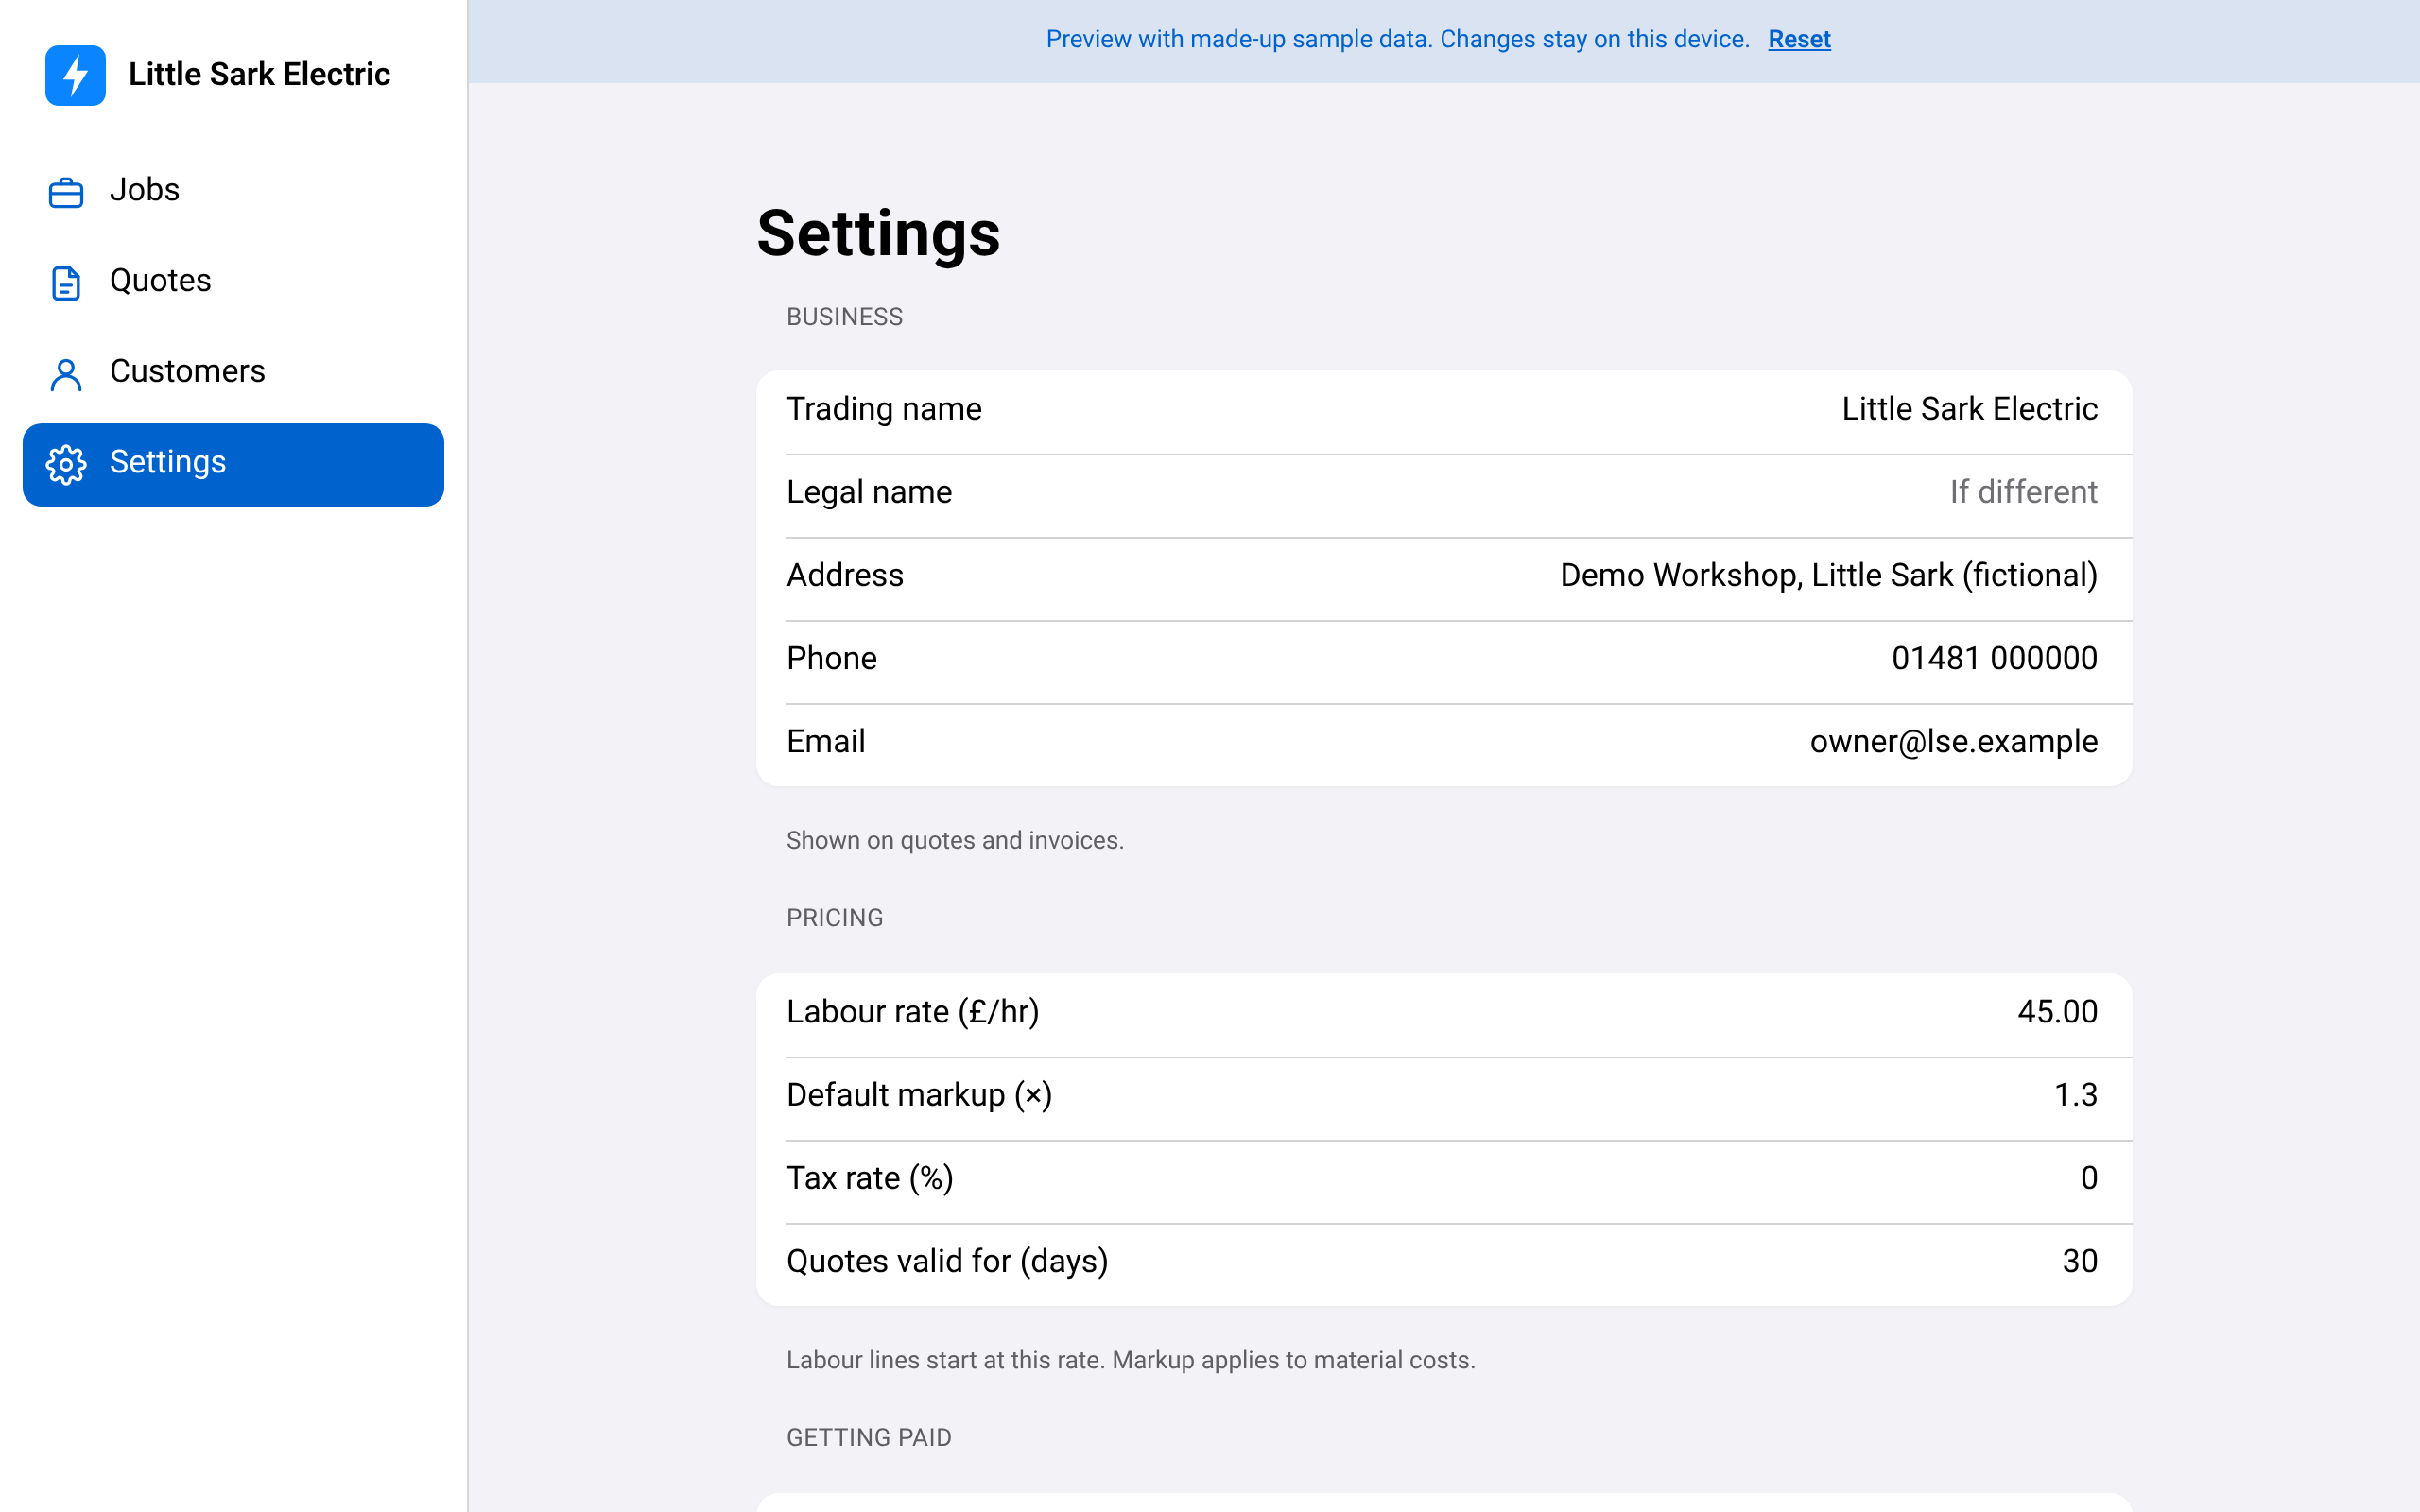 Little Sark Electric
Jobs
Quotes
Customers
Settings
Preview with made-up sample data. Changes stay on this device. Reset
Settings
BUSINESS
Trading name Little Sark Electric
Legal name If different
Address Demo Workshop, Little Sark (fictional)
Phone 01481 000000
Email owner@lse.example
Shown on quotes and invoices.
PRICING
Labour rate (£/hr) 45.00
Default markup (×) 1.3
Tax rate (%) 0
Quotes valid for (days) 30
Labour lines start at this rate. Markup applies to material costs.
GETTING PAID